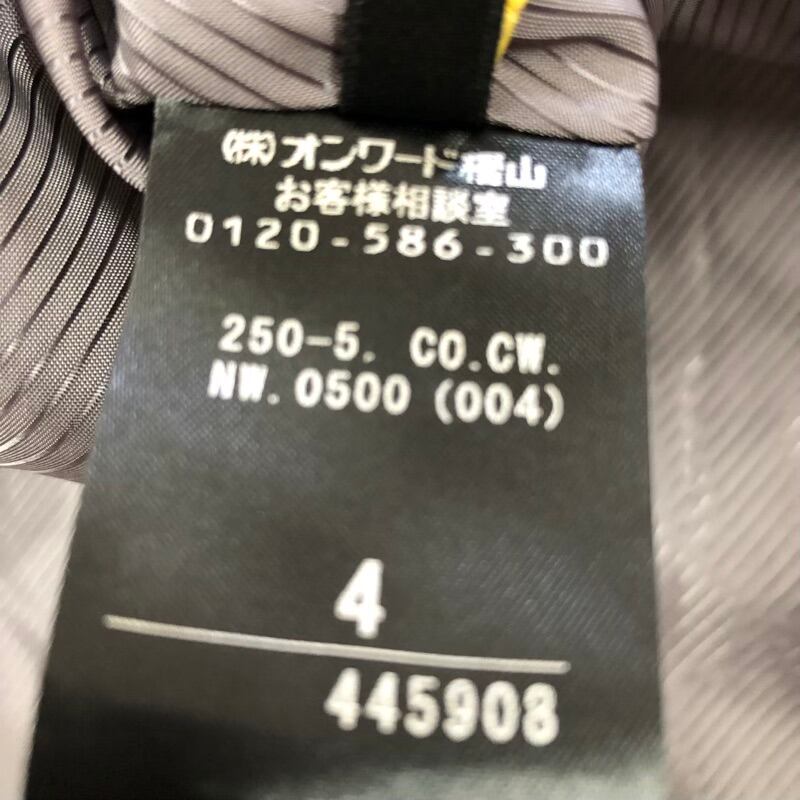 (株)オンワード樫山
お客様相談室
0120-586-300
250-5. CO.CW.
NW.0500 (004)
4
445908